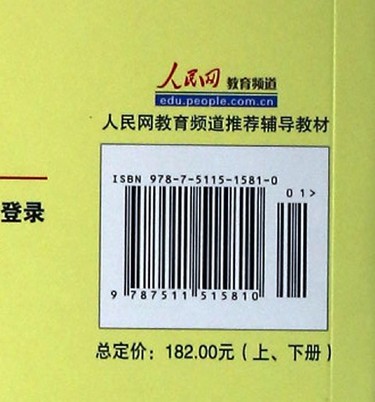 人民网 教育频道
edu.people.com.cn
人民网教育频道推荐辅导教材
ISBN 978-7-5115-1581-0
01>
登录
9 787511 515810
总定价：182.00元（上、下册）